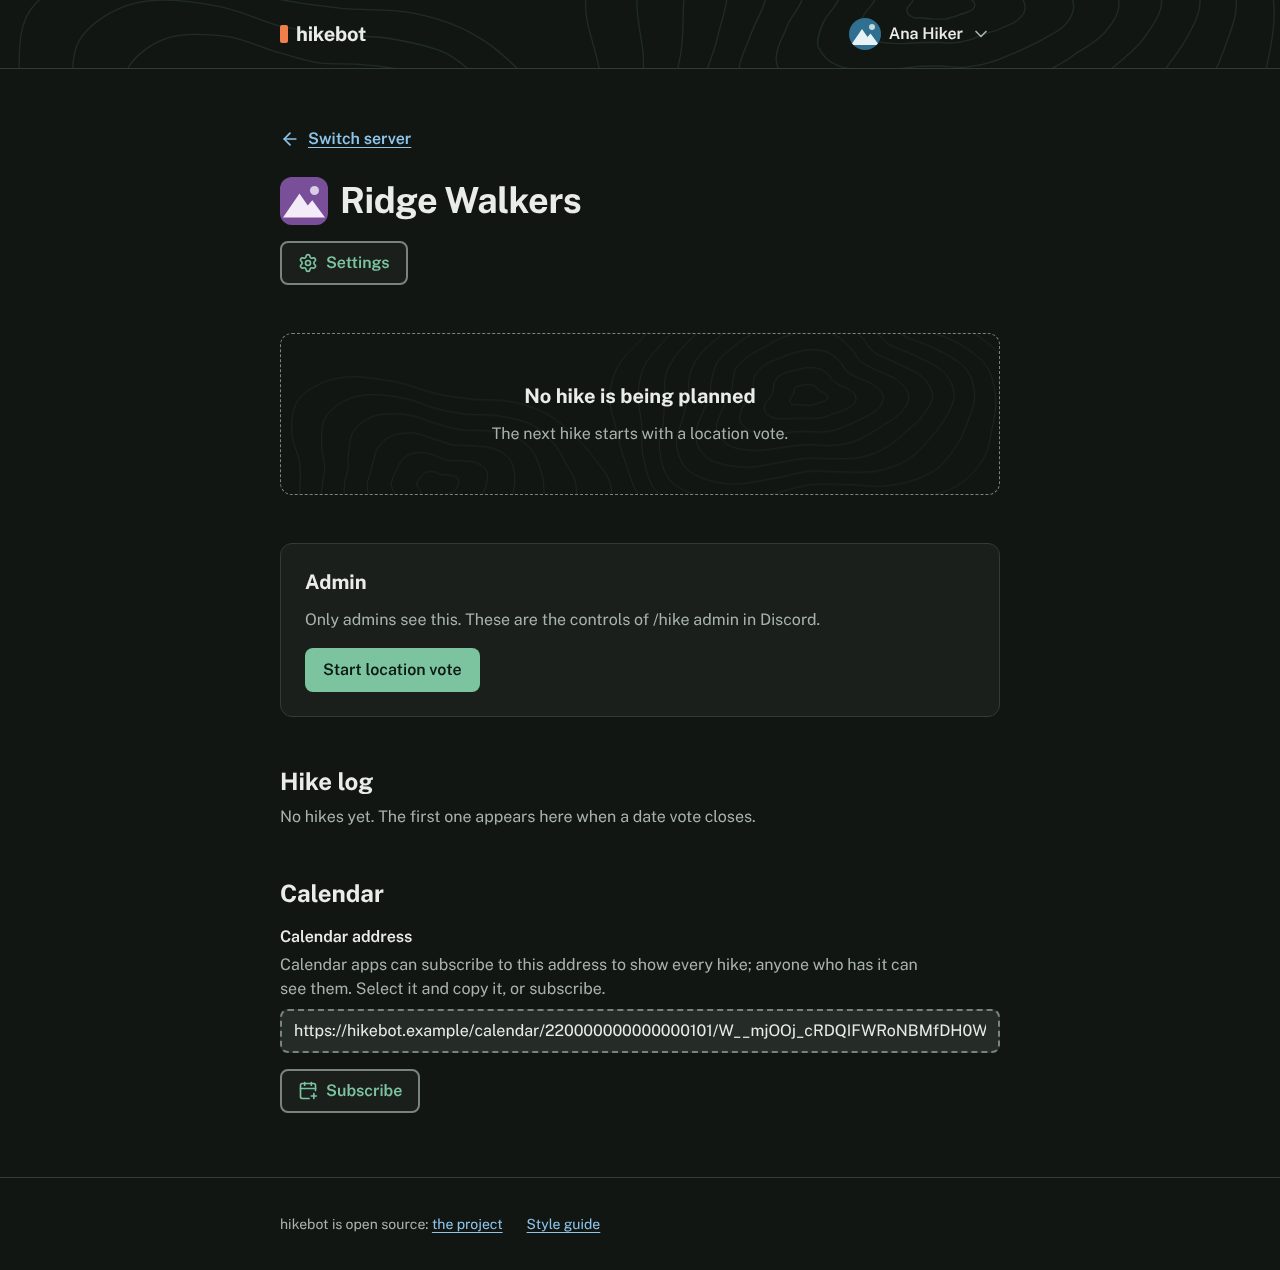 hikebot
Ana Hiker
Switch server
Ridge Walkers
Settings
No hike is being planned
The next hike starts with a location vote.
Admin
Only admins see this. These are the controls of /hike admin in Discord.
Start location vote
Hike log
No hikes yet. The first one appears here when a date vote closes.
Calendar
Calendar address
Calendar apps can subscribe to this address to show every hike; anyone who has it can
see them. Select it and copy it, or subscribe.
https://hikebot.example/calendar/220000000000000101/W__mjOOj_cRDQIFWRoNBMfDH0W
Subscribe
hikebot is open source: the project
Style guide